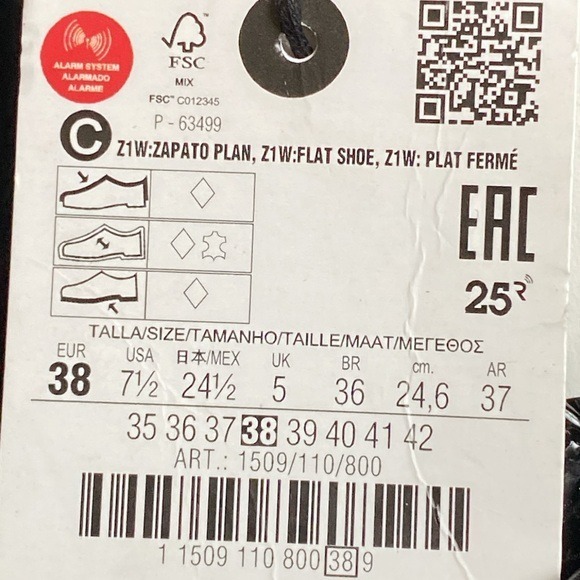 ALARM SYSTEM
ALARMADO
ALARME
FSC
MIX
FSC™ C012345
P - 63499
C Z1W:ZAPATO PLAN, Z1W:FLAT SHOE, Z1W: PLAT FERMÉ
EAC
25R
TALLA/SIZE/TAMANHO/TAILLE/MAAT/ΜΕΓΕΘΟΣ
EUR USA 日本/MEX UK BR cm. AR
38 7½ 24½ 5 36 24,6 37
35 36 37 38 39 40 41 42
ART.: 1509/110/800
1 1509 110 800 38 9